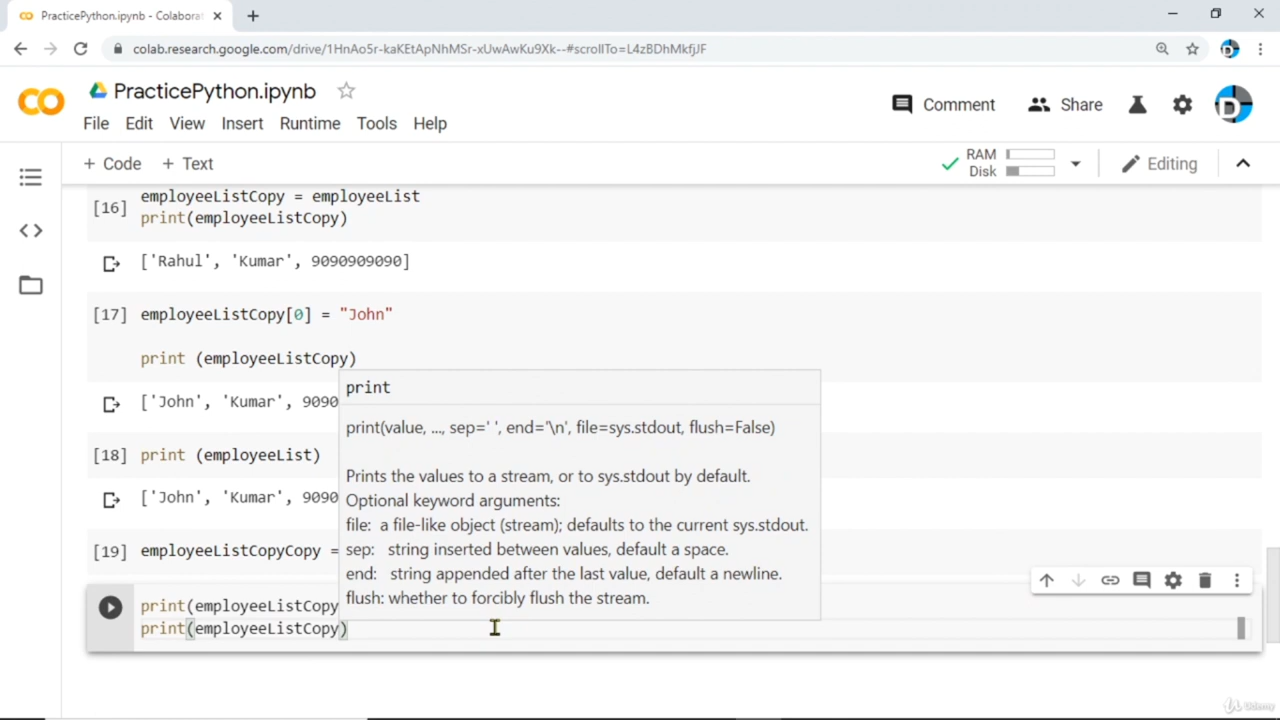 PracticePython.ipynb - Colaborat
colab.research.google.com/drive/1HnAo5r-kaKEtApNhMSr-xUwAwKu9Xk--#scrollTo=L4zBDhMkfjJF
PracticePython.ipynb
Comment
Share
File Edit View Insert Runtime Tools Help
+ Code + Text
RAM
Disk
Editing
employeeListCopy = employeeList
[16]
print(employeeListCopy)
['Rahul', 'Kumar', 9090909090]
[17] employeeListCopy[0] = "John"
print (employeeListCopy)
print
['John', 'Kumar', 9090
print(value, ..., sep=' ', end='\n', file=sys.stdout, flush=False)
[18] print (employeeList)
Prints the values to a stream, or to sys.stdout by default.
['John', 'Kumar', 9090
Optional keyword arguments:
file: a file-like object (stream); defaults to the current sys.stdout.
[19] employeeListCopyCopy =
sep: string inserted between values, default a space.
end: string appended after the last value, default a newline.
flush: whether to forcibly flush the stream.
print(employeeListCopy
print(employeeListCopy)
Udemy